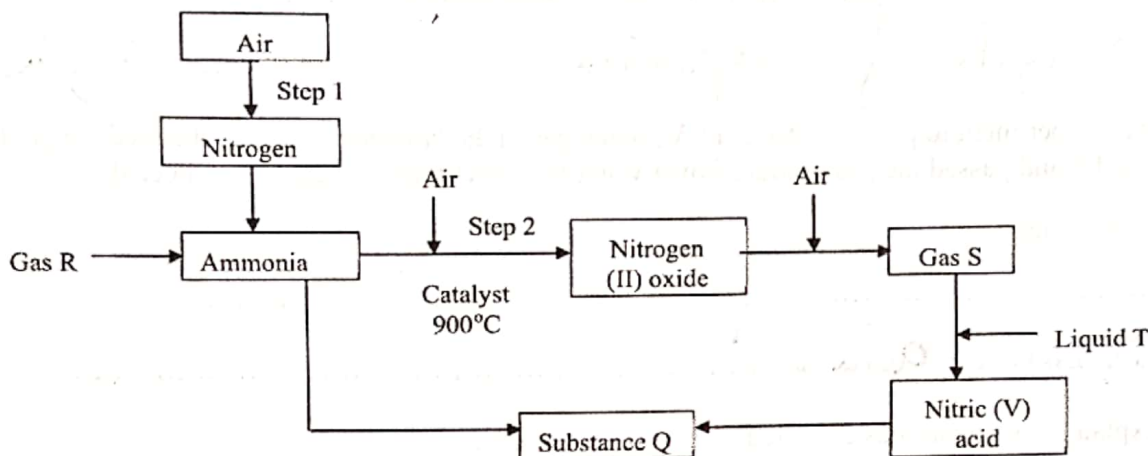 Air
Step 1
Nitrogen
Air
Air
Step 2
Gas R
Ammonia
Nitrogen
(II) oxide
Gas S
Catalyst
900°C
Liquid T
Nitric (V)
acid
Substance Q